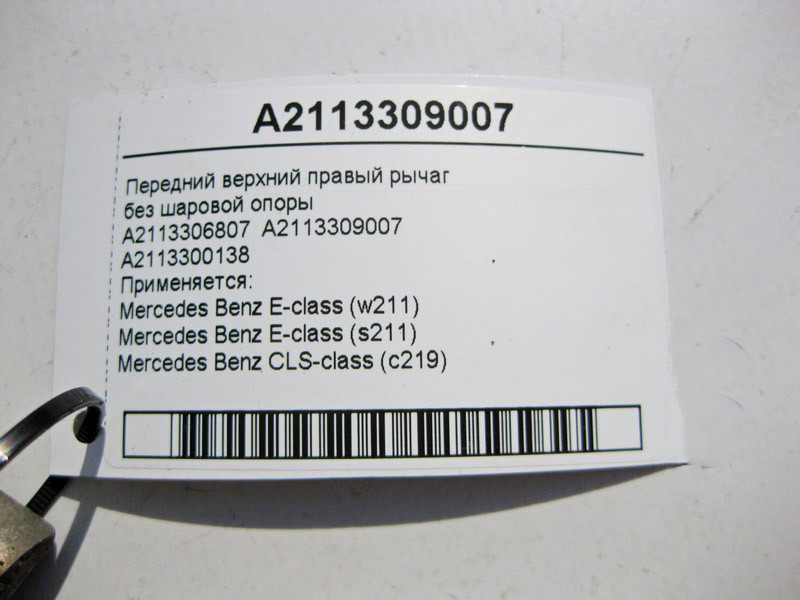 A2113309007
Передний верхний правый рычаг
без шаровой опоры
A2113306807 A2113309007
A2113300138
Применяется:
Mercedes Benz E-class (w211)
Mercedes Benz E-class (s211)
Mercedes Benz CLS-class (c219)